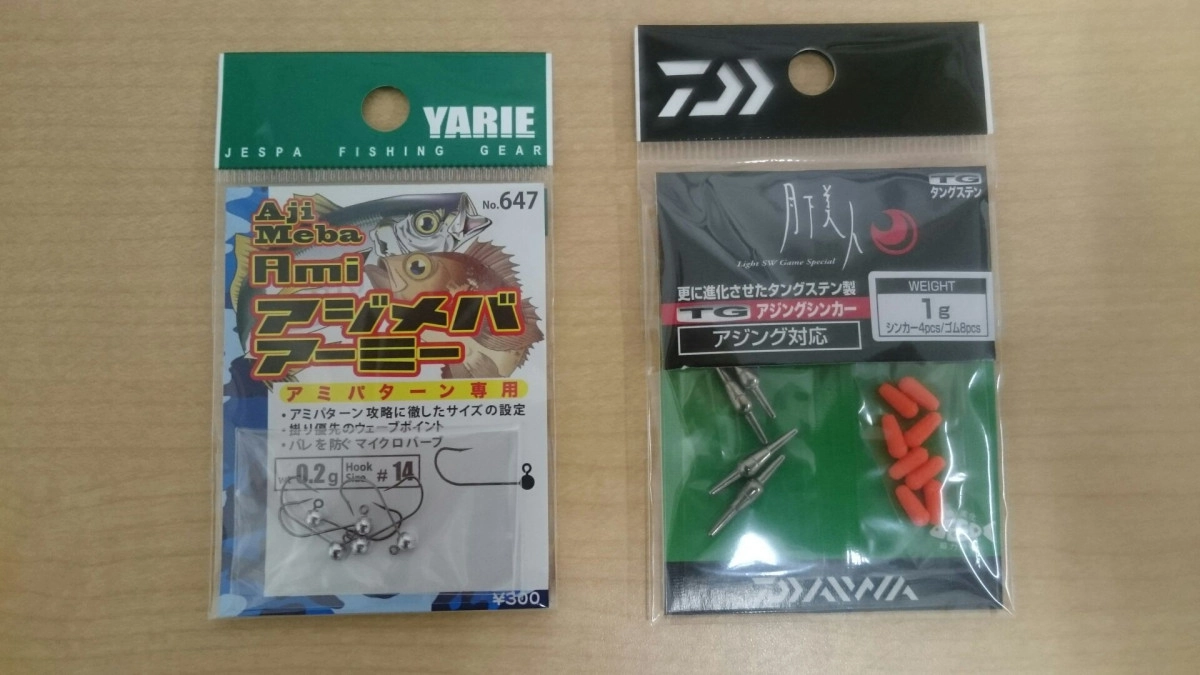 YARIE
JESPA FISHING GEAR
No.647
Aji
Meba
Ami
アジメバ
アーミー
アミパターン専用
・アミパターン攻略に徹したサイズの設定
・掛り優先のウェーブポイント
・バレを防ぐマイクロバーブ
0.2g
Hook
Size
#14
¥300
TG
タングステン
月下美人
Light SW Game Special
更に進化させたタングステン製
TG アジングシンカー
アジング対応
WEIGHT
1g
シンカー4pcs/ゴム8pcs
DAIWA